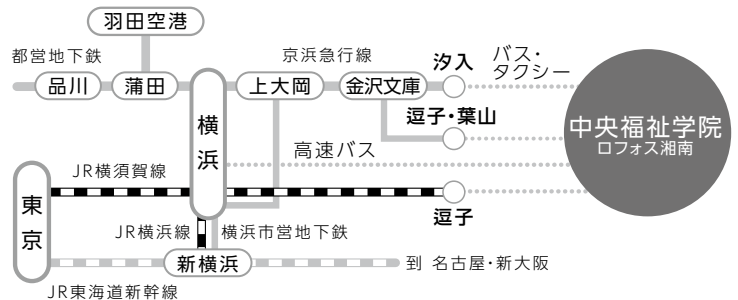 羽田空港
都営地下鉄
京浜急行線
汐入
バス・
タクシー
品川
蒲田
上大岡
金沢文庫
逗子・葉山
横浜
中央福祉学院
ロフォス湘南
高速バス
JR横須賀線
東京
逗子
JR横浜線
横浜市営地下鉄
新横浜
到 名古屋・新大阪
JR東海道新幹線